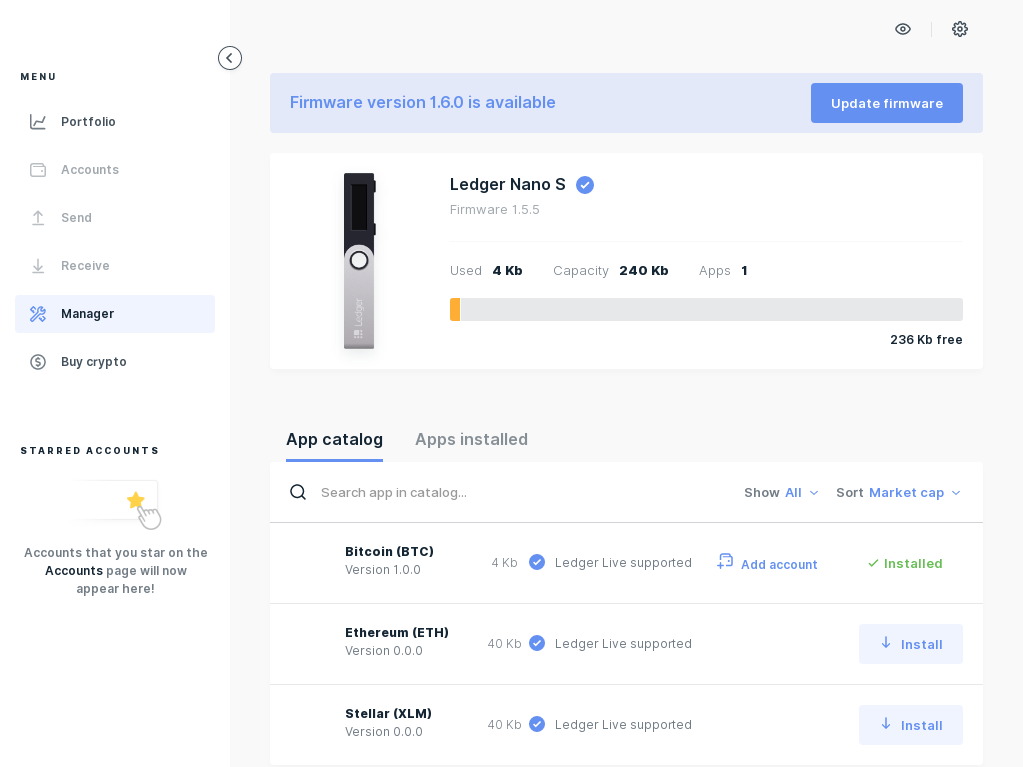 MENU
Portfolio
Accounts
Send
Receive
Manager
Buy crypto
STARRED ACCOUNTS
Accounts that you star on the
Accounts page will now
appear here!
Firmware version 1.6.0 is available
Update firmware
Ledger
Ledger Nano S
Firmware 1.5.5
Used 4 Kb Capacity 240 Kb Apps 1
236 Kb free
App catalog Apps installed
Search app in catalog... Show All Sort Market cap
Bitcoin (BTC)
Version 1.0.0
4 Kb Ledger Live supported Add account Installed
Ethereum (ETH)
Version 0.0.0
40 Kb Ledger Live supported Install
Stellar (XLM)
Version 0.0.0
40 Kb Ledger Live supported Install